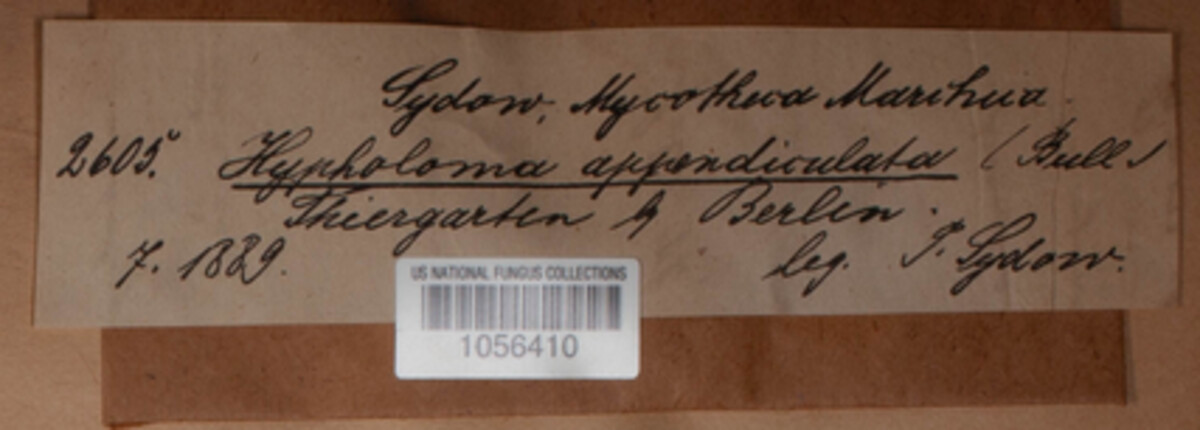 Sydow, Mycotheca Marchica.
2605. Hypholoma appendiculata (Bull.)
Thiergarten b. Berlin.
7. 1889. leg. P. Sydow.
US NATIONAL FUNGUS COLLECTIONS
1056410